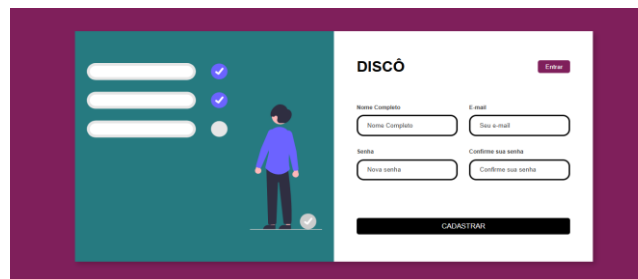 DISCÔ
Entrar
Nome Completo
E-mail
Nome Completo
Seu e-mail
Senha
Confirme sua senha
Nova senha
Confirme sua senha
CADASTRAR